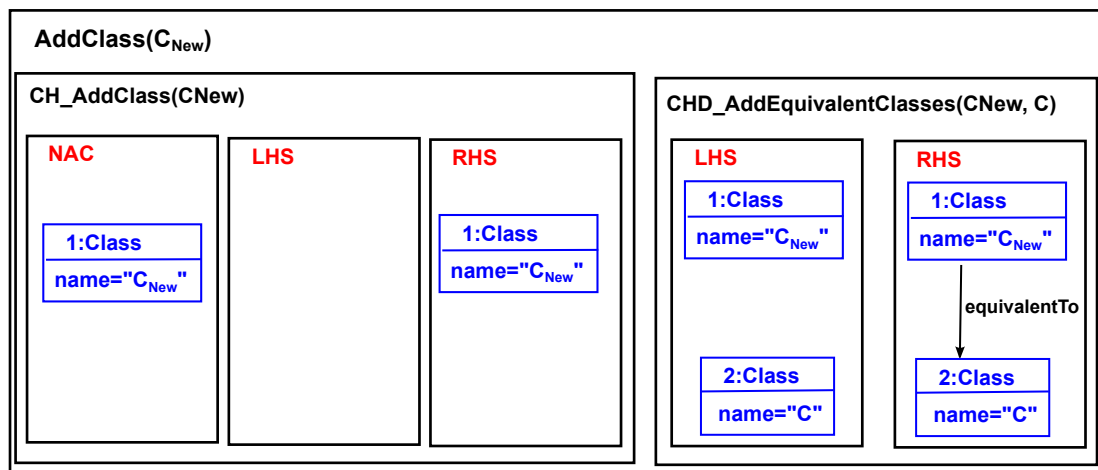 AddClass(CNew)
CH_AddClass(CNew)
NAC
1:Class
name="CNew"
LHS
RHS
1:Class
name="CNew"
CHD_AddEquivalentClasses(CNew, C)
LHS
1:Class
name="CNew"
2:Class
name="C"
RHS
1:Class
name="CNew"
equivalentTo
2:Class
name="C"